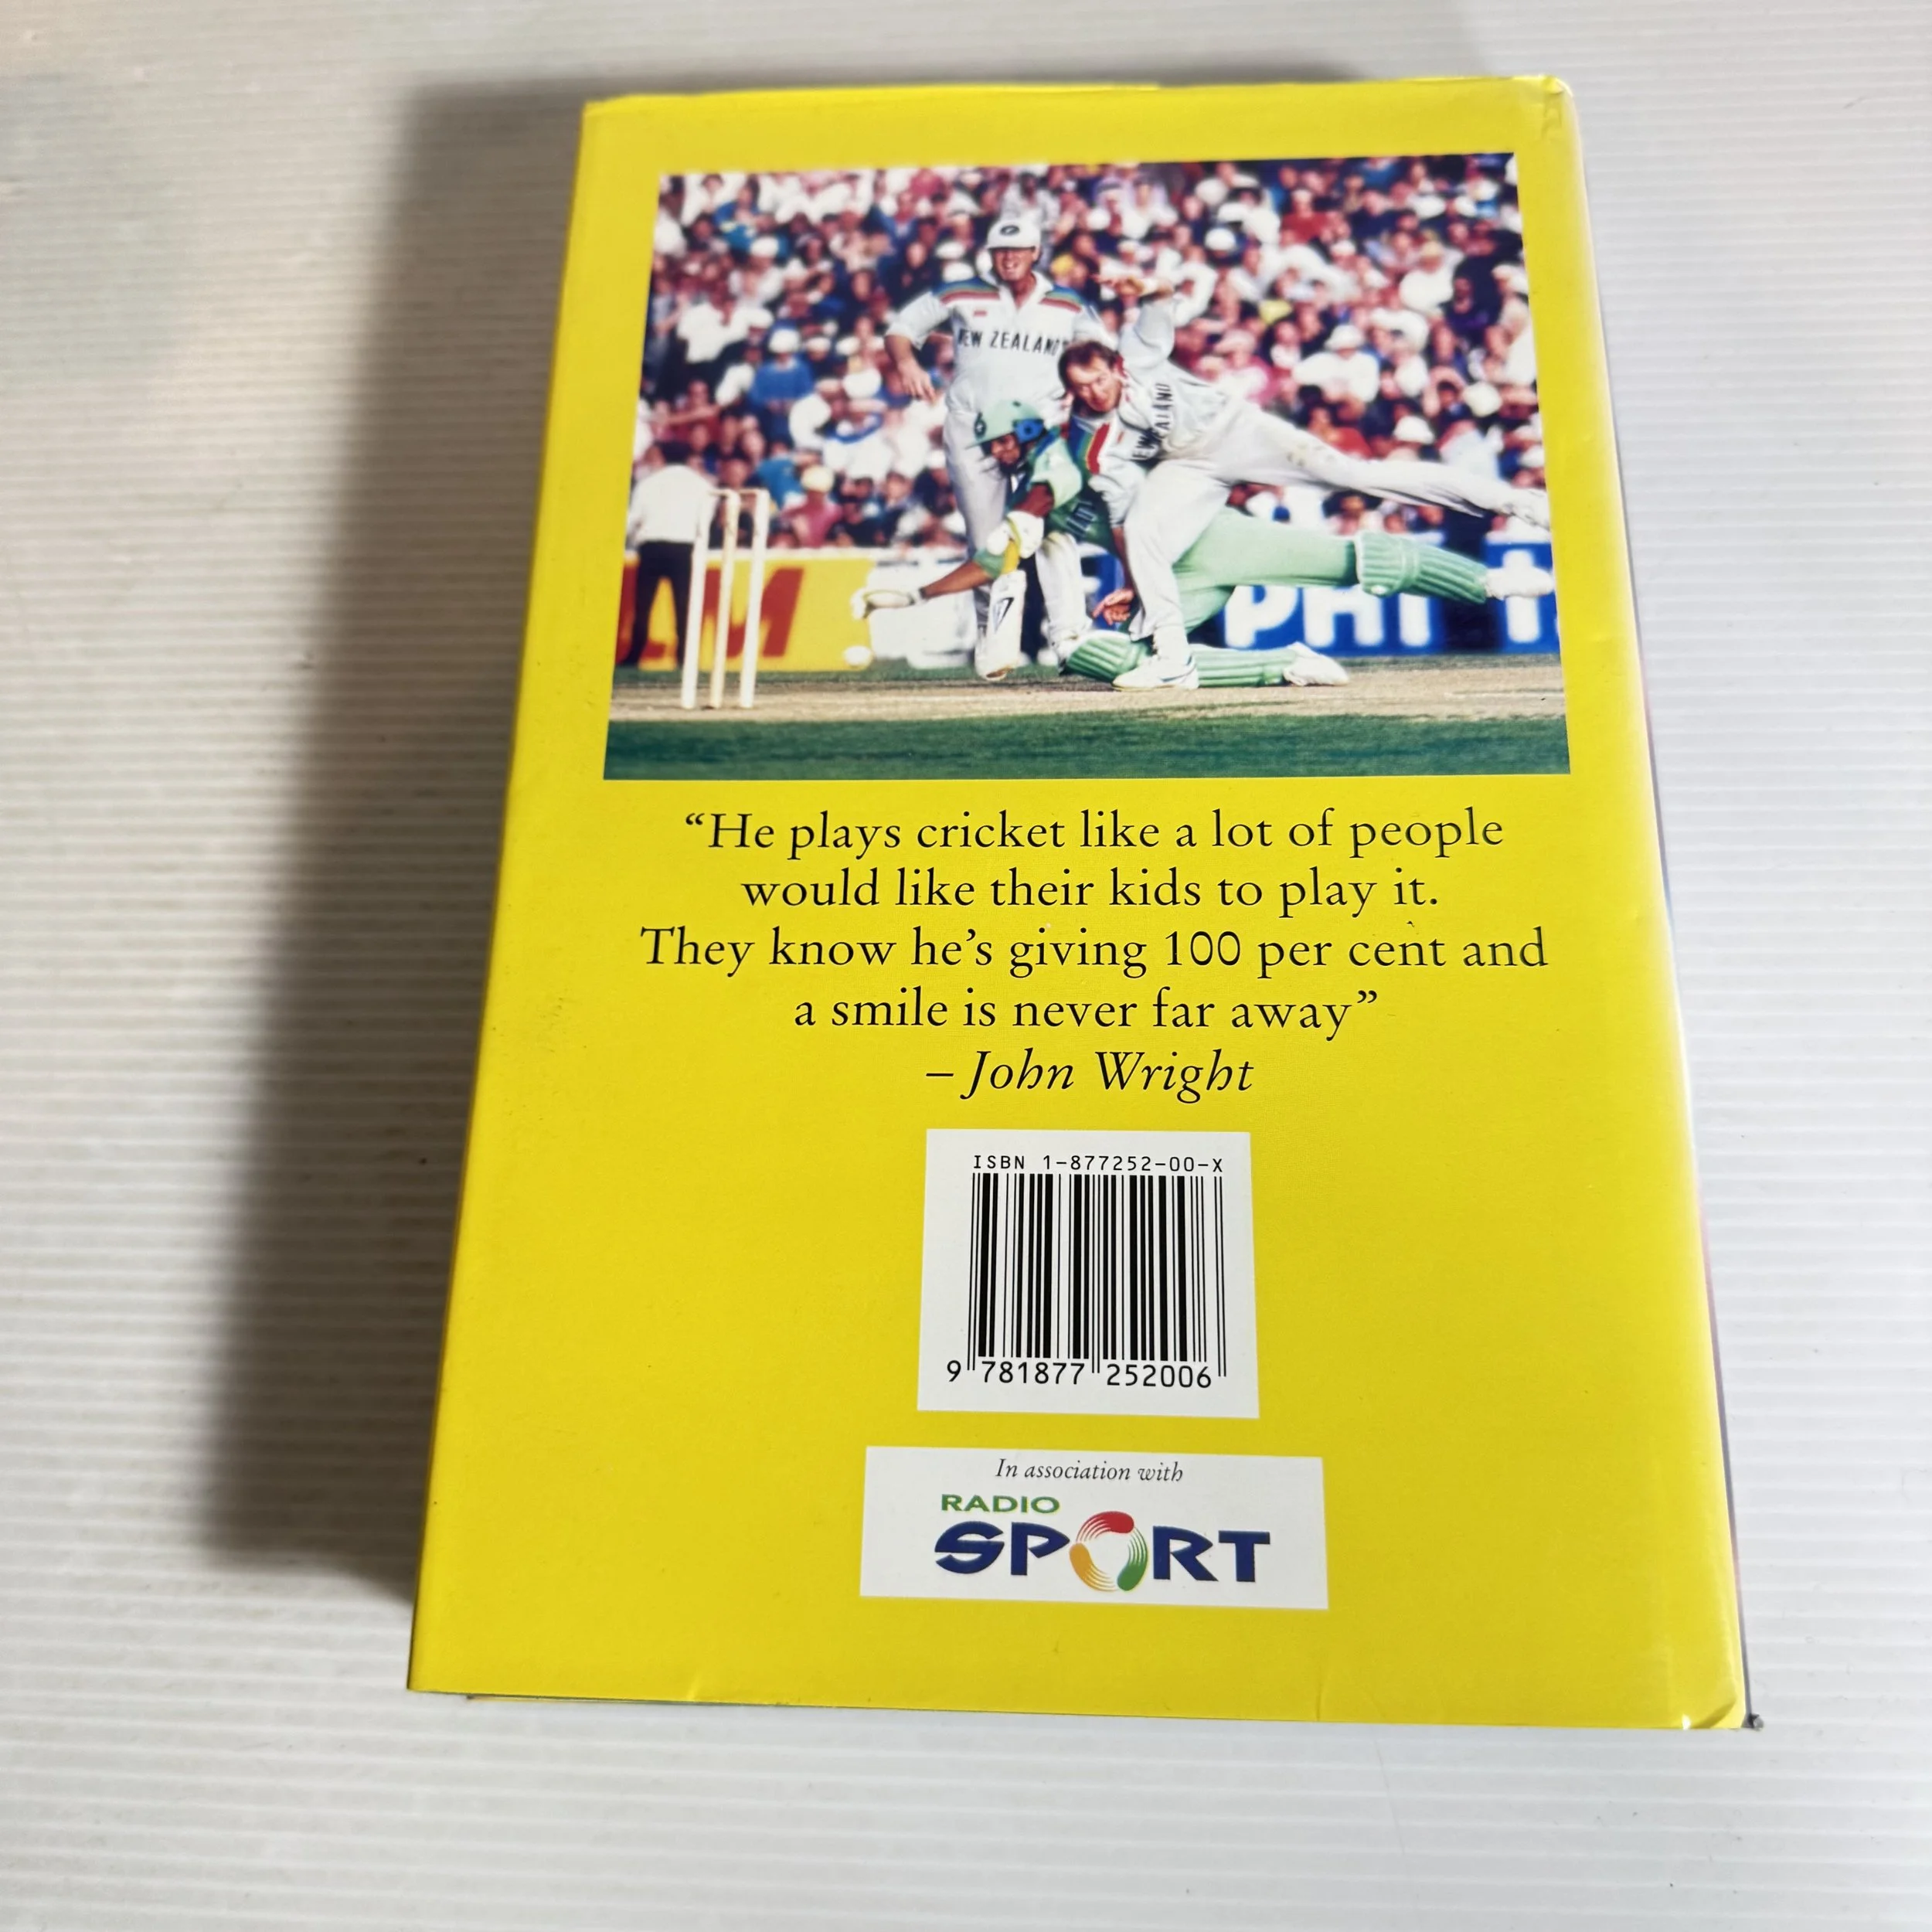 NEW ZEALAND
“He plays cricket like a lot of people
would like their kids to play it.
They know he’s giving 100 per cent and
a smile is never far away”
– John Wright
ISBN 1-877252-00-X
9 781877 252006
In association with
RADIO
SPORT